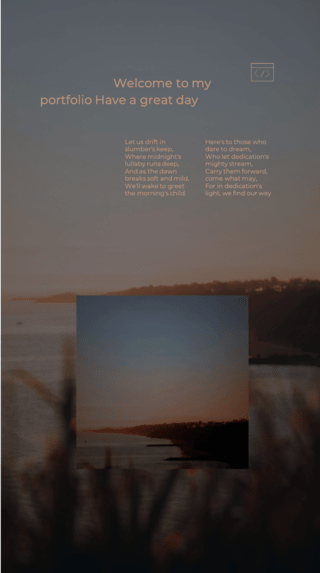 Welcome to my
portfolio Have a great day
Let us drift in
slumber's keep,
Where midnight's
lullaby runs deep,
And as the dawn
breaks soft and mild,
We'll wake to greet
the morning's child.
Here's to those who
dare to dream,
Who let dedication's
mighty stream,
Carry them forward,
come what may,
For in dedication's
light, we find our way.